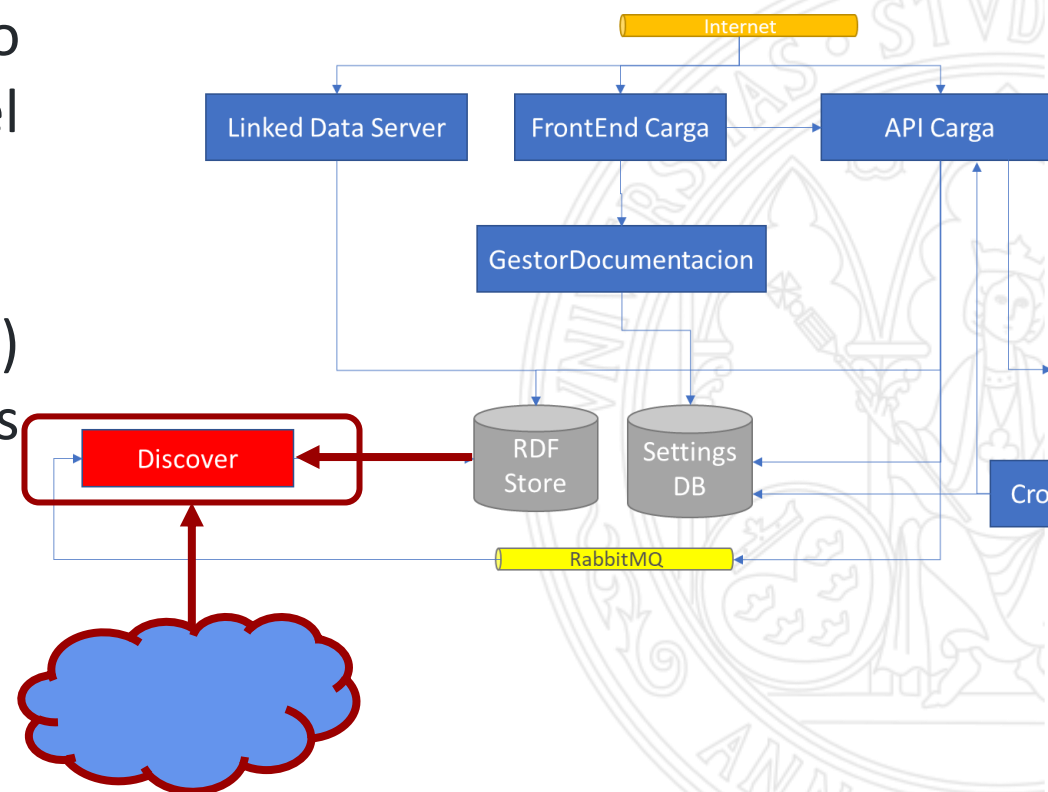 Internet
Linked Data Server
FrontEnd Carga
API Carga
GestorDocumentacion
Discover
RDF
Store
Settings
DB
RabbitMQ